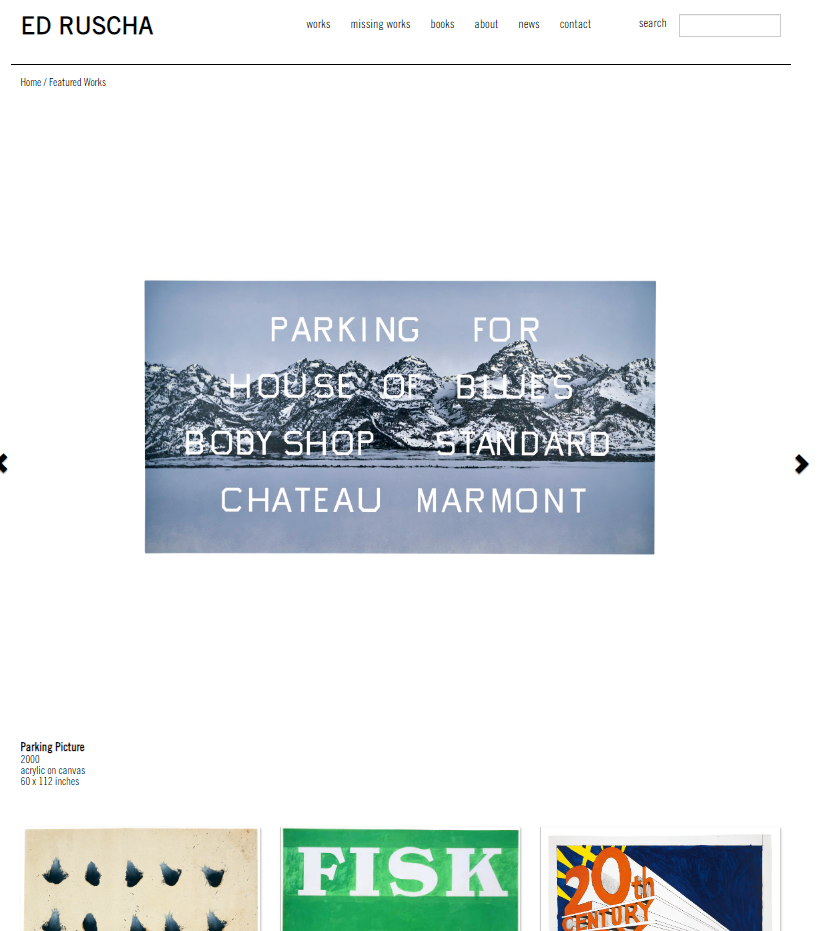 ED RUSCHA
works missing works books about news contact search
Home / Featured Works
PARKING FOR
HOUSE OF BLUES
BODY SHOP STANDARD
CHATEAU MARMONT
Parking Picture
2000
acrylic on canvas
60 x 112 inches
FISK
20th
CENTURY